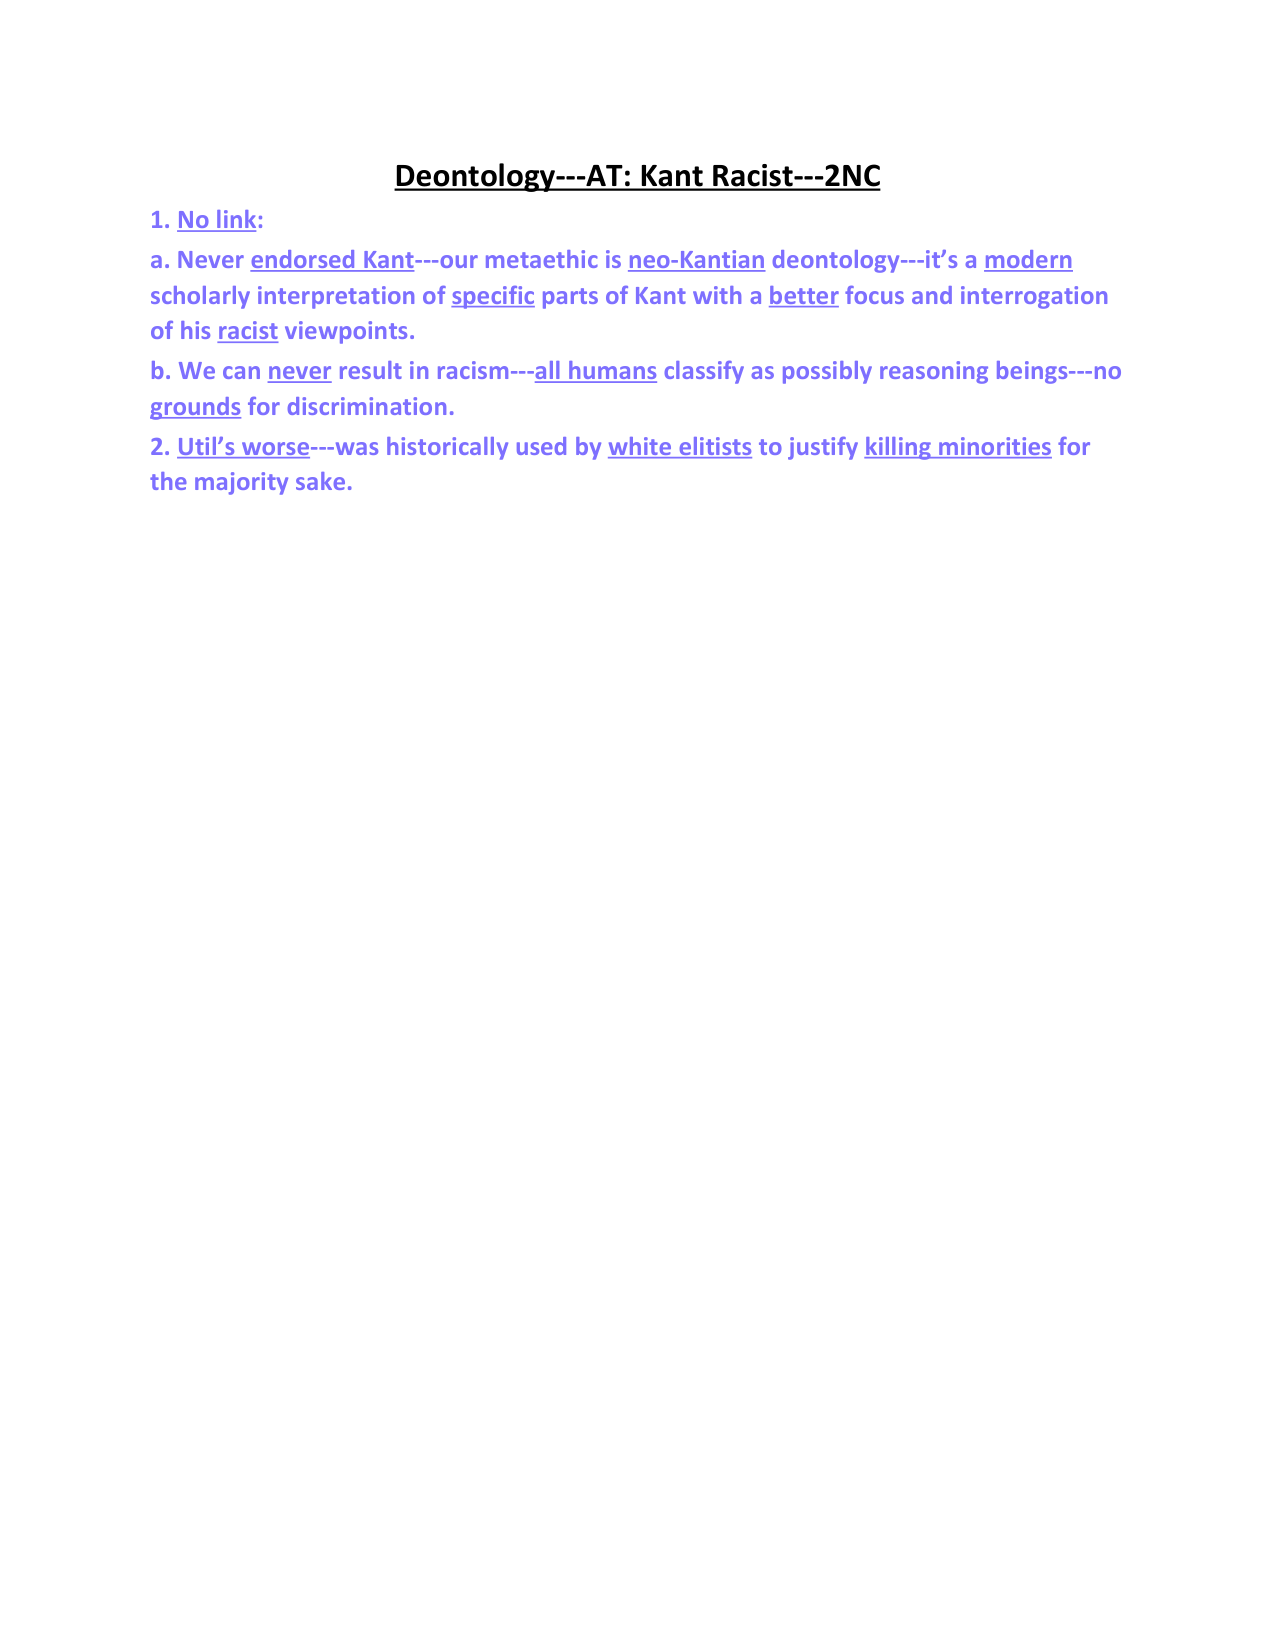 Deontology---AT: Kant Racist---2NC
1. No link:
a. Never endorsed Kant---our metaethic is neo-Kantian deontology---it’s a modern
scholarly interpretation of specific parts of Kant with a better focus and interrogation
of his racist viewpoints.
b. We can never result in racism---all humans classify as possibly reasoning beings---no
grounds for discrimination.
2. Util’s worse---was historically used by white elitists to justify killing minorities for
the majority sake.